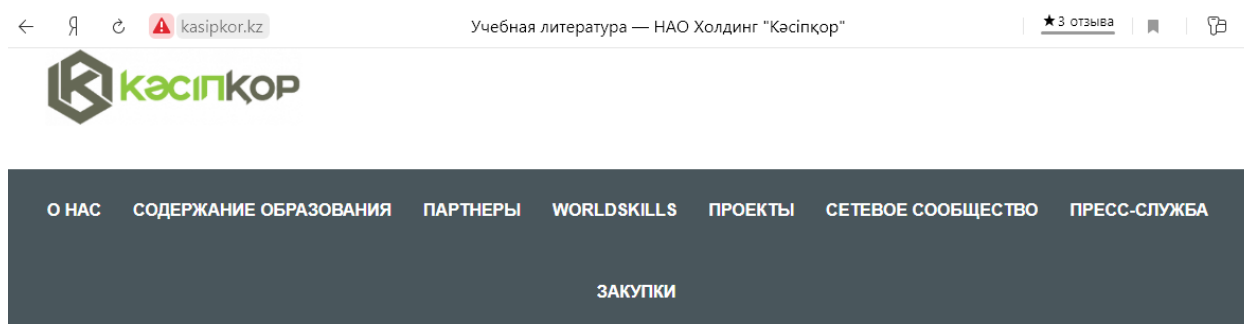 Я kasipkor.kz Учебная литература — НАО Холдинг "Кәсіпқор" ★3 отзыва
кәсіпқор
О НАС СОДЕРЖАНИЕ ОБРАЗОВАНИЯ ПАРТНЕРЫ WORLDSKILLS ПРОЕКТЫ СЕТЕВОЕ СООБЩЕСТВО ПРЕСС-СЛУЖБА
ЗАКУПКИ